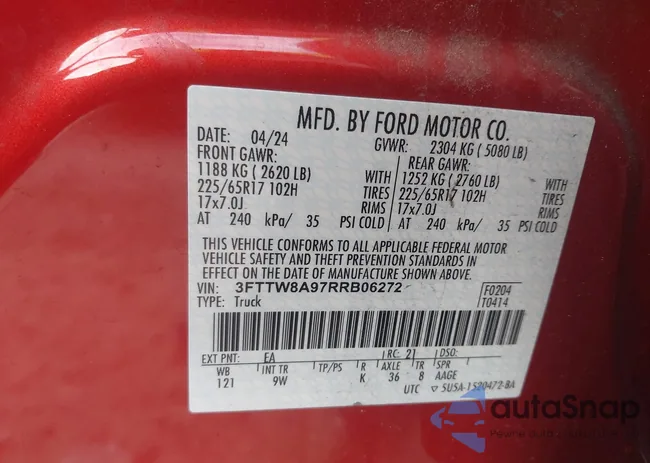 MFD. BY FORD MOTOR CO.
DATE: 04/24 GVWR: 2304 KG (5080 LB)
FRONT GAWR: REAR GAWR:
1188 KG (2620 LB) WITH 1252 KG (2760 LB) WITH
225/65R17 102H TIRES 225/65R17 102H TIRES
17x7.0J RIMS 17x7.0J RIMS
AT 240 kPa/ 35 PSI COLD AT 240 kPa/ 35 PSI COLD
THIS VEHICLE CONFORMS TO ALL APPLICABLE FEDERAL MOTOR
VEHICLE SAFETY AND THEFT PREVENTION STANDARDS IN
EFFECT ON THE DATE OF MANUFACTURE SHOWN ABOVE.
VIN: 3FTTW8A97RRB06272 F0204
TYPE: Truck T0414
EXT PNT: EA RC: 21 DSO:
WB INT TR TP/PS R AXLE TR SPR
121 9W K 36 8 AAGE
UTC ▽ 5U5A-1520472-BA
autoSnap